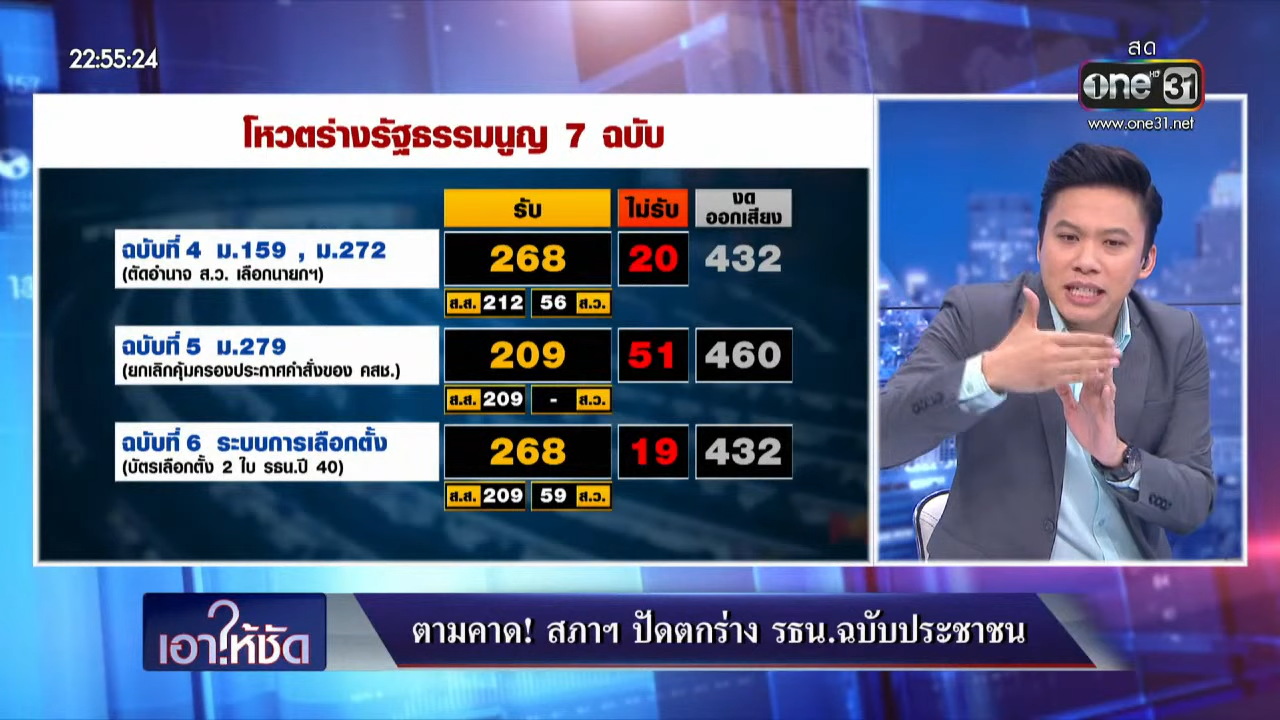 22:55:24
สด
one HD 31
www.one31.net
โหวตร่างรัฐธรรมนูญ 7 ฉบับ
รับ ไม่รับ งดออกเสียง
ฉบับที่ 4 ม.159 , ม.272
(ตัดอำนาจ ส.ว. เลือกนายกฯ)
268 20 432
ส.ส. 212 56 ส.ว.
ฉบับที่ 5 ม.279
(ยกเลิกคุ้มครองประกาศคำสั่งของ คสช.)
209 51 460
ส.ส. 209 - ส.ว.
ฉบับที่ 6 ระบบการเลือกตั้ง
(บัตรเลือกตั้ง 2 ใบ รธน.ปี 40)
268 19 432
ส.ส. 209 59 ส.ว.
เอาให้ชัด
ตามคาด! สภาฯ ปัดตกร่าง รธน.ฉบับประชาชน